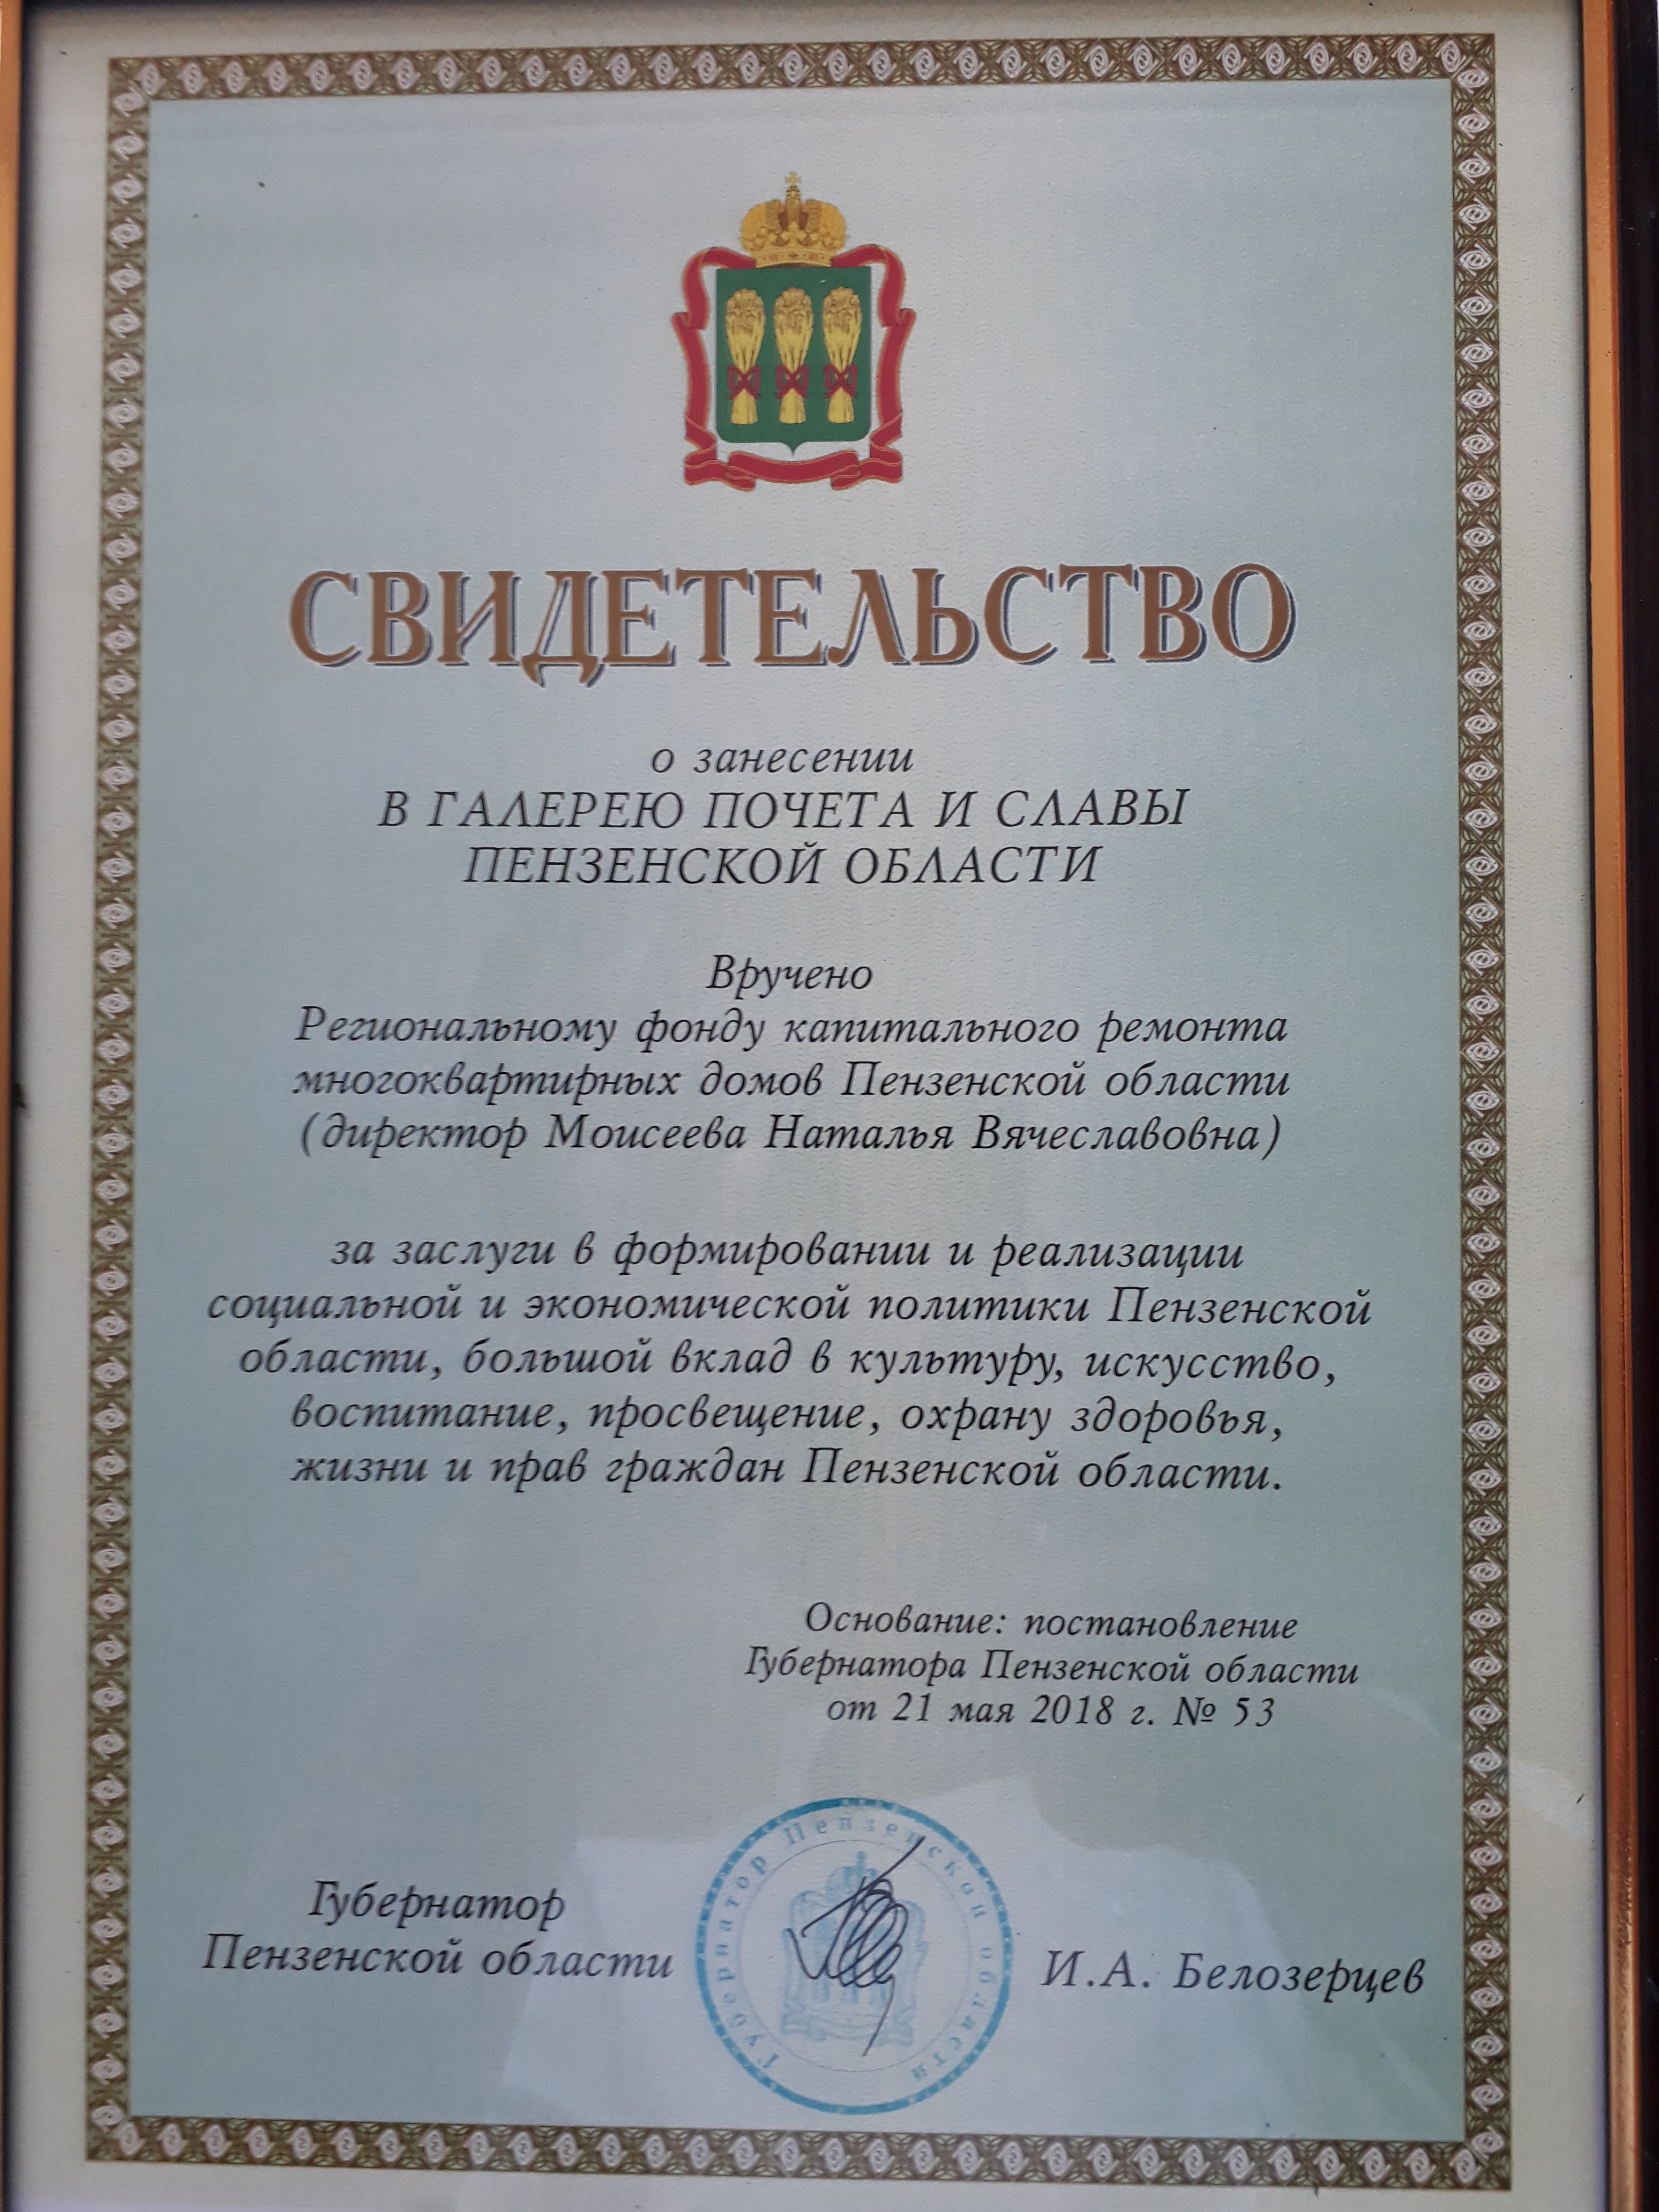 СВИДЕТЕЛЬСТВО
о занесении
В ГАЛЕРЕЮ ПОЧЕТА И СЛАВЫ
ПЕНЗЕНСКОЙ ОБЛАСТИ
Вручено
Региональному фонду капитального ремонта
многоквартирных домов Пензенской области
(директор Моисеева Наталья Вячеславовна)
за заслуги в формировании и реализации
социальной и экономической политики Пензенской
области, большой вклад в культуру, искусство,
воспитание, просвещение, охрану здоровья,
жизни и прав граждан Пензенской области.
Основание: постановление
Губернатора Пензенской области
от 21 мая 2018 г. № 53
Губернатор
Пензенской области
Губернатор Пензенской области
И.А. Белозерцев